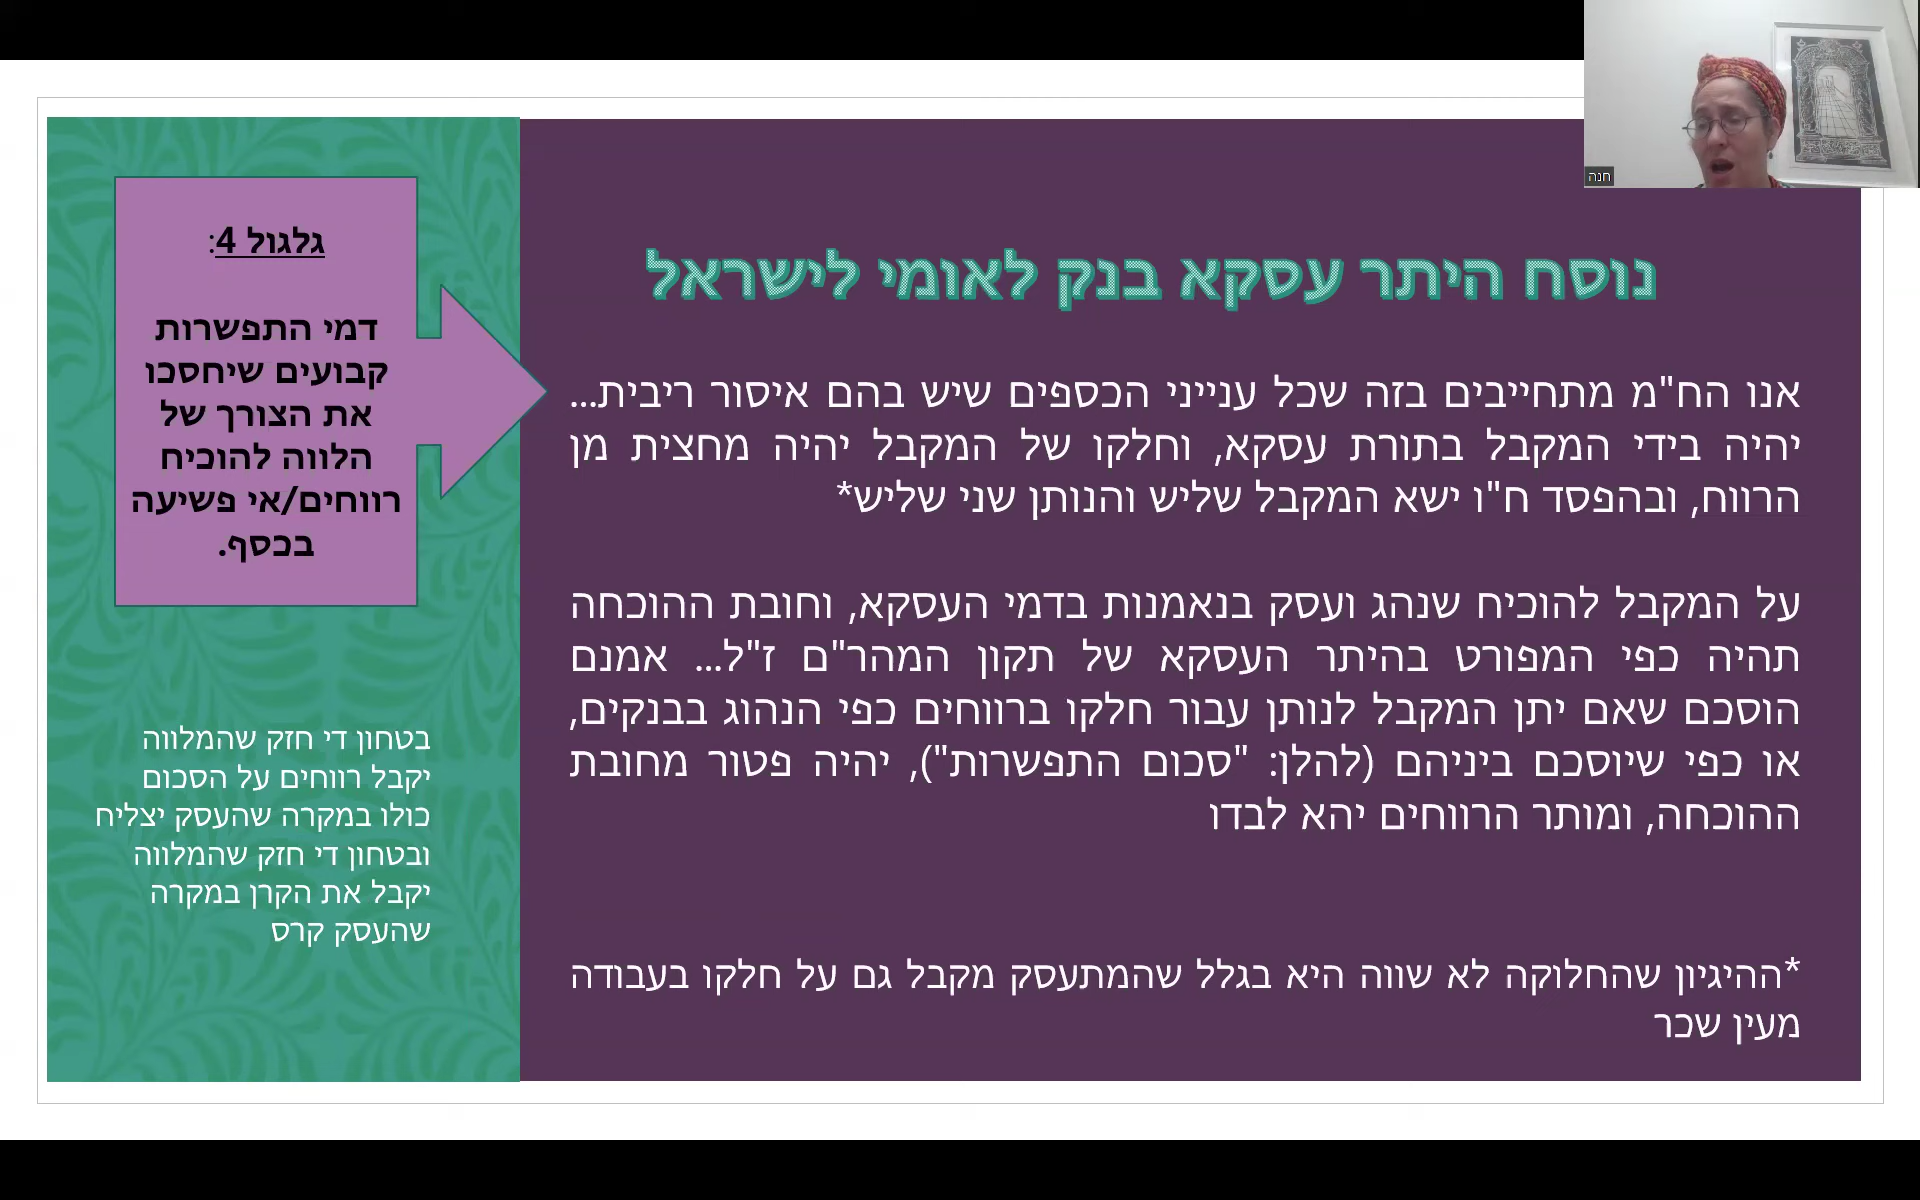 נוסח היתר עסקא בנק לאומי לישראל
אנו הח"מ מתחייבים בזה שכל ענייני הכספים שיש בהם איסור ריבית...
יהיה בידי המקבל בתורת עסקא, וחלקו של המקבל יהיה מחצית מן
הרווח, ובהפסד ח"ו ישא המקבל שליש והנותן שני שליש*
על המקבל להוכיח שנהג ועסק בנאמנות בדמי העסקא, וחובת ההוכחה
תהיה כפי המפורט בהיתר העסקא של תקון המהר"ם ז"ל... אמנם
הוסכם שאם יתן המקבל לנותן עבור חלקו ברווחים כפי הנהוג בבנקים,
או כפי שיוסכם ביניהם (להלן: "סכום התפשרות"), יהיה פטור מחובת
ההוכחה, ומותר הרווחים יהא לבדו
*ההיגיון שהחלוקה לא שווה היא בגלל שהמתעסק מקבל גם על חלקו בעבודה
מעין שכר
גלגול 4:
דמי התפשרות
קבועים שיחסכו
את הצורך של
הלווה להוכיח
רווחים/אי פשיעה
בכסף.
בטחון די חזק שהמלווה
יקבל רווחים על הסכום
כולו במקרה שהעסק יצליח
ובטחון די חזק שהמלווה
יקבל את הקרן במקרה
שהעסק קרס
חנה